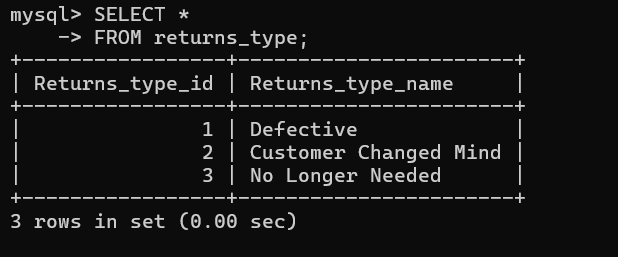 mysql> SELECT *
    -> FROM returns_type;
+-----------------+-----------------------+
| Returns_type_id | Returns_type_name     |
+-----------------+-----------------------+
|               1 | Defective             |
|               2 | Customer Changed Mind |
|               3 | No Longer Needed      |
+-----------------+-----------------------+
3 rows in set (0.00 sec)